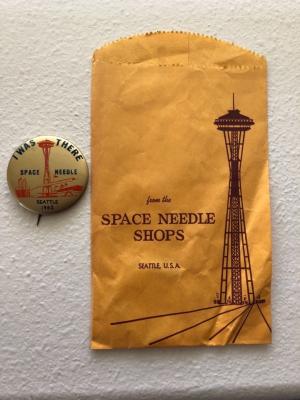 I WAS THERE
SPACE NEEDLE
SEATTLE
1962
from the
SPACE NEEDLE
SHOPS
SEATTLE, U.S.A.